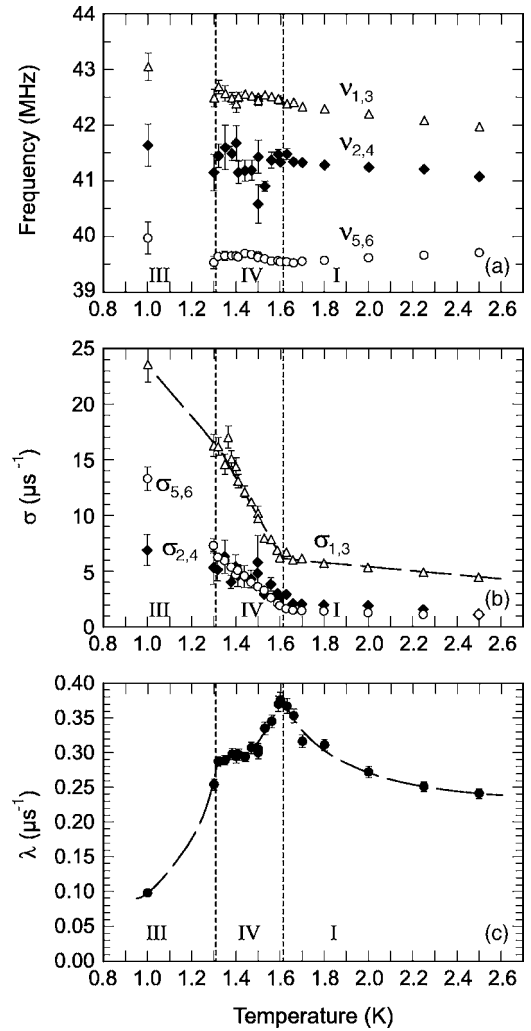 44
43
42
41
40
39
Frequency (MHz)
ν1,3
ν2,4
ν5,6
III IV I (a)
0.8 1.0 1.2 1.4 1.6 1.8 2.0 2.2 2.4 2.6
25
20
15
10
5
0
σ (μs-1)
σ5,6
σ2,4
σ1,3
III IV I (b)
0.8 1.0 1.2 1.4 1.6 1.8 2.0 2.2 2.4 2.6
0.40
0.35
0.30
0.25
0.20
0.15
0.10
0.05
0.00
λ (μs-1)
III IV I (c)
0.8 1.0 1.2 1.4 1.6 1.8 2.0 2.2 2.4 2.6
Temperature (K)